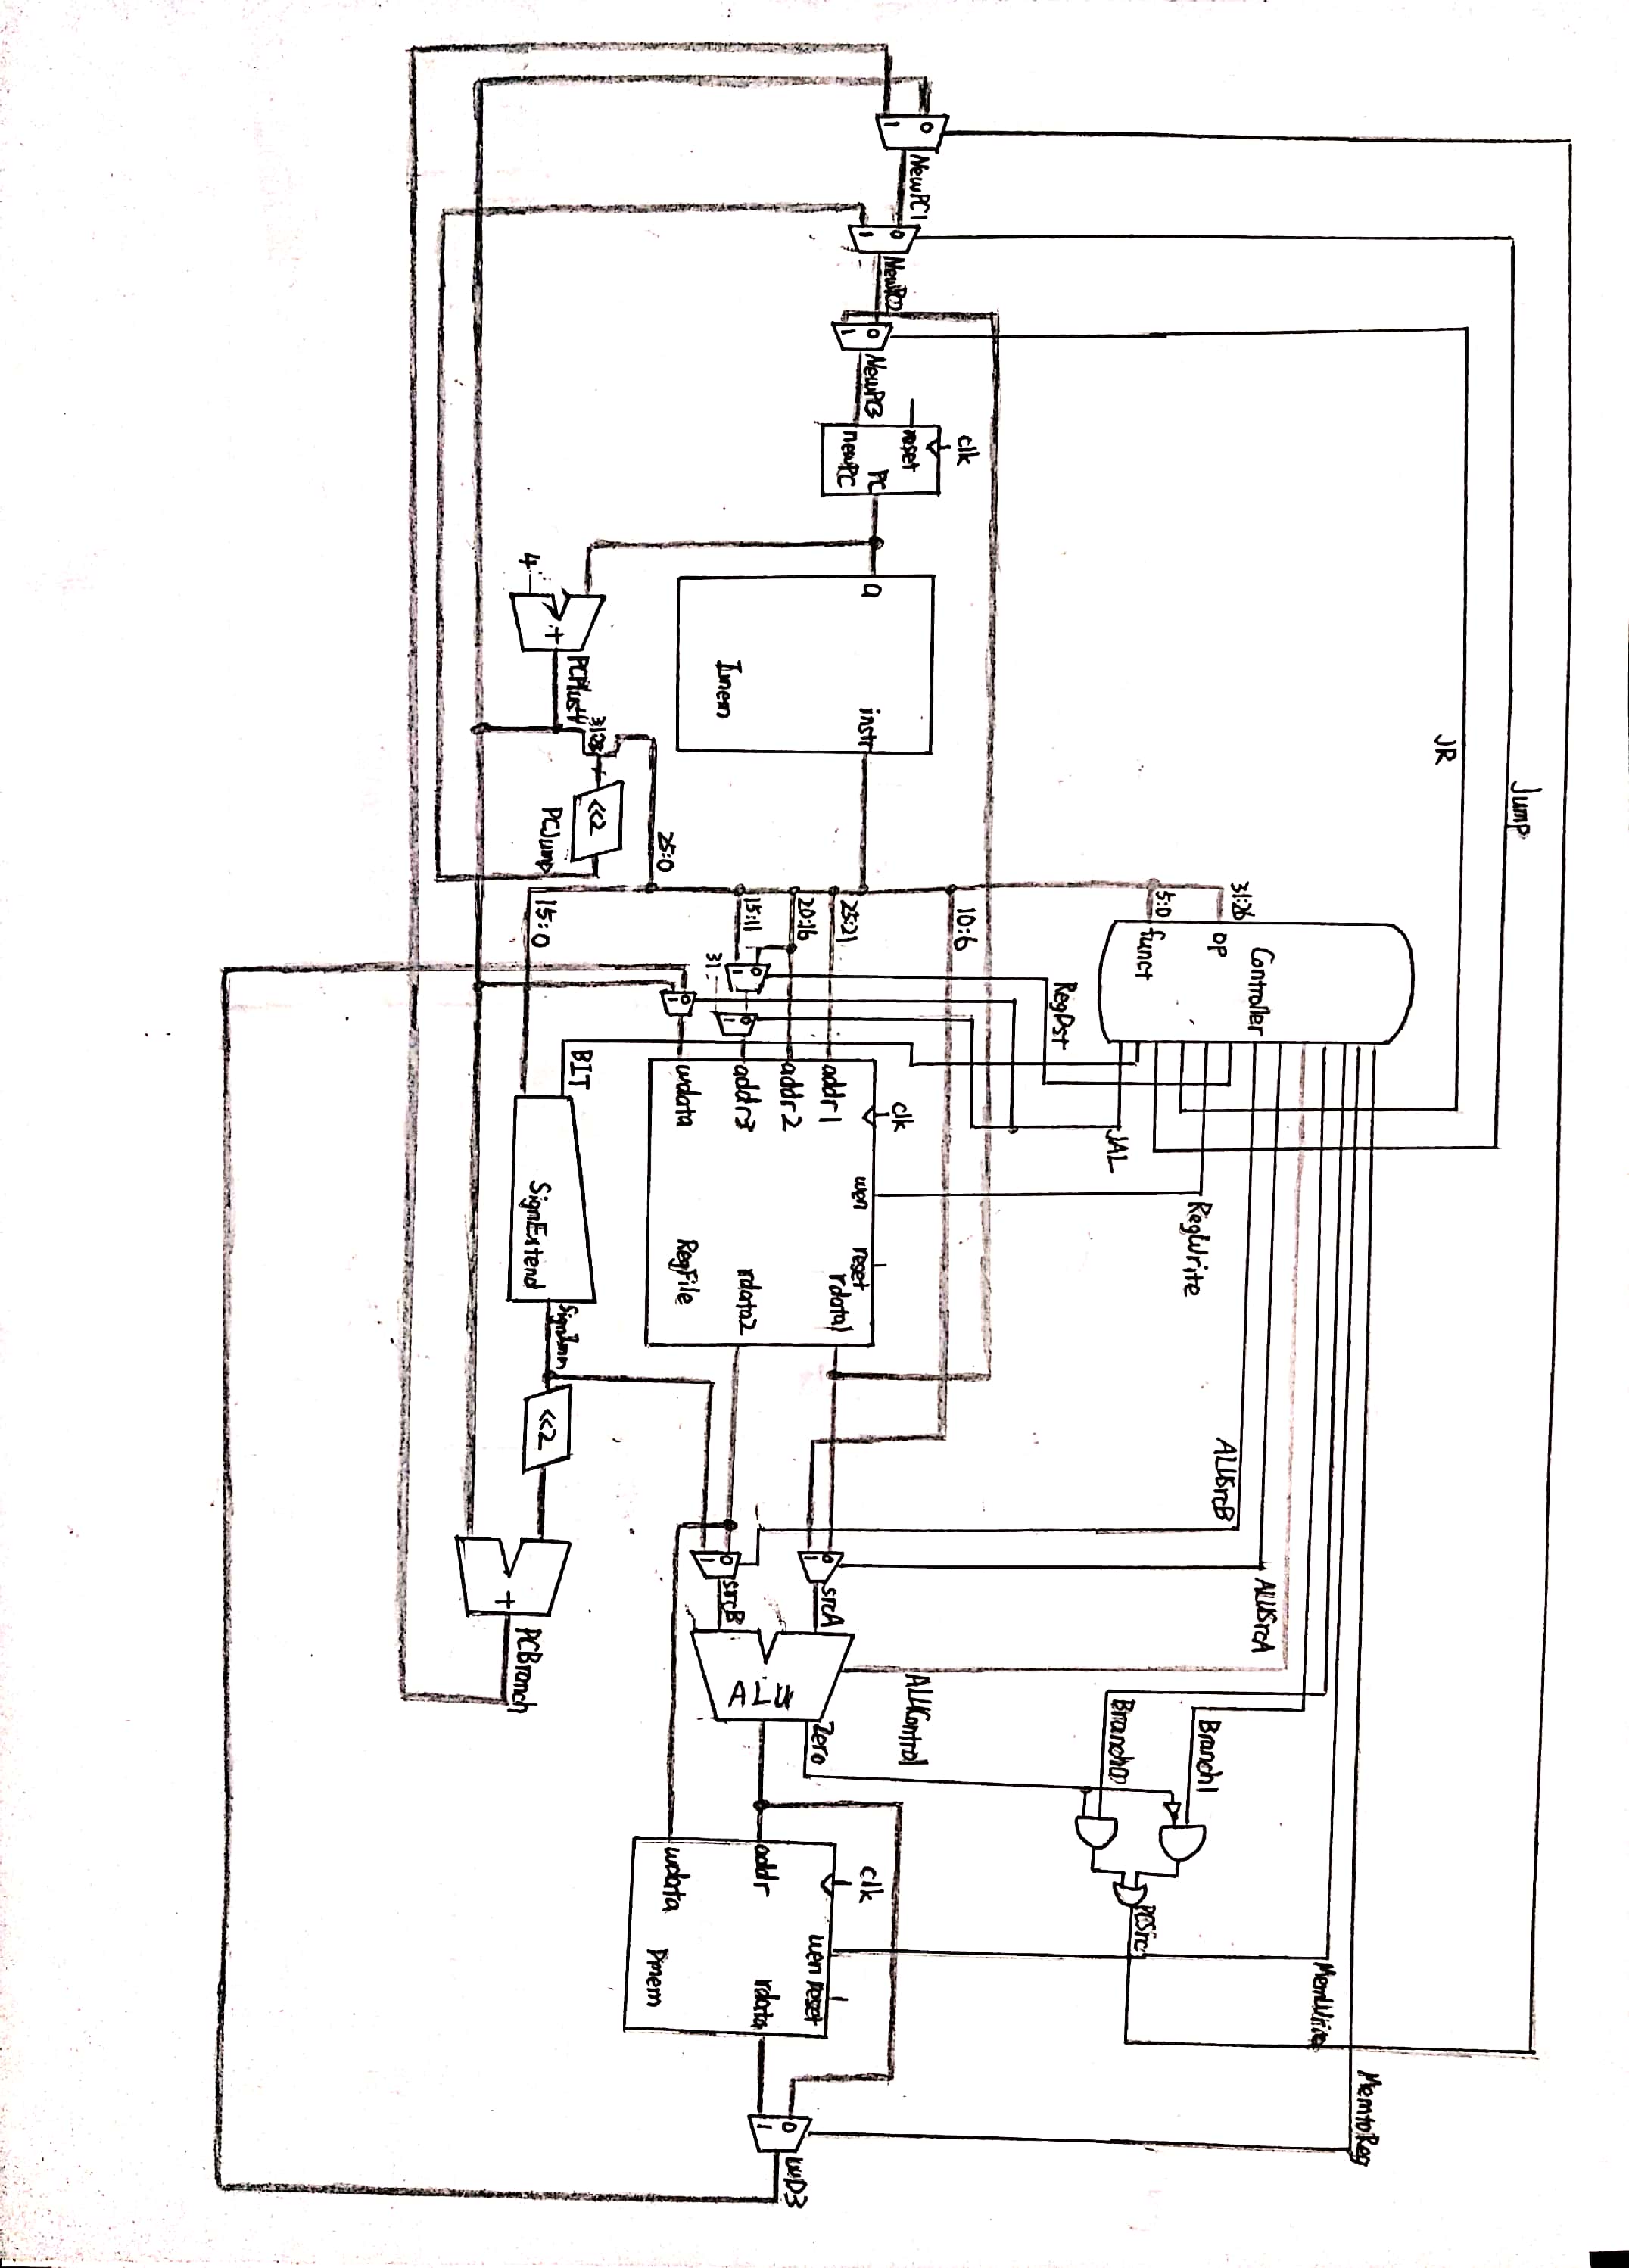 Jump
JR
31:26
5:0
OP
funct
Controller
RegDst
JAL
RegWrite
ALUSrcB
ALUSrcA
ALUControl
Branch1
PCSrc
MemWrite
MemtoReg
0
1
NewPC1
0
1
0
1
NewPC3
clk
reset
PC
newPC
a
Imem
instr
4
+
PCPlus4
31:28
<<2
PCJump
25:0
10:6
25:21
20:16
15:11
15:0
31
0
1
0
1
0
1
clk
addr1
addr2
addr3
wdata
wen
reset
rdata1
rdata2
RegFile
BIT
SignExtend
SignImm
<<2
+
PCBranch
0
1
srcA
0
1
srcB
ALU
Zero
clk
addr
wdata
wen
reset
rdata
Dmem
0
1
WD3